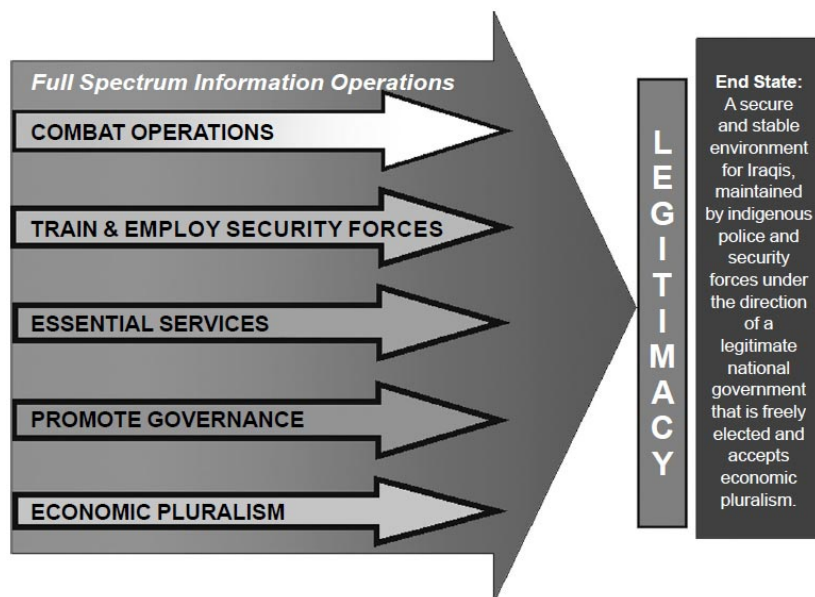 Full Spectrum Information Operations
COMBAT OPERATIONS
TRAIN & EMPLOY SECURITY FORCES
ESSENTIAL SERVICES
PROMOTE GOVERNANCE
ECONOMIC PLURALISM
LEGITIMACY
End State:
A secure
and stable
environment
for Iraqis,
maintained
by indigenous
police and
security
forces under
the direction
of a
legitimate
national
government
that is freely
elected and
accepts
economic
pluralism.